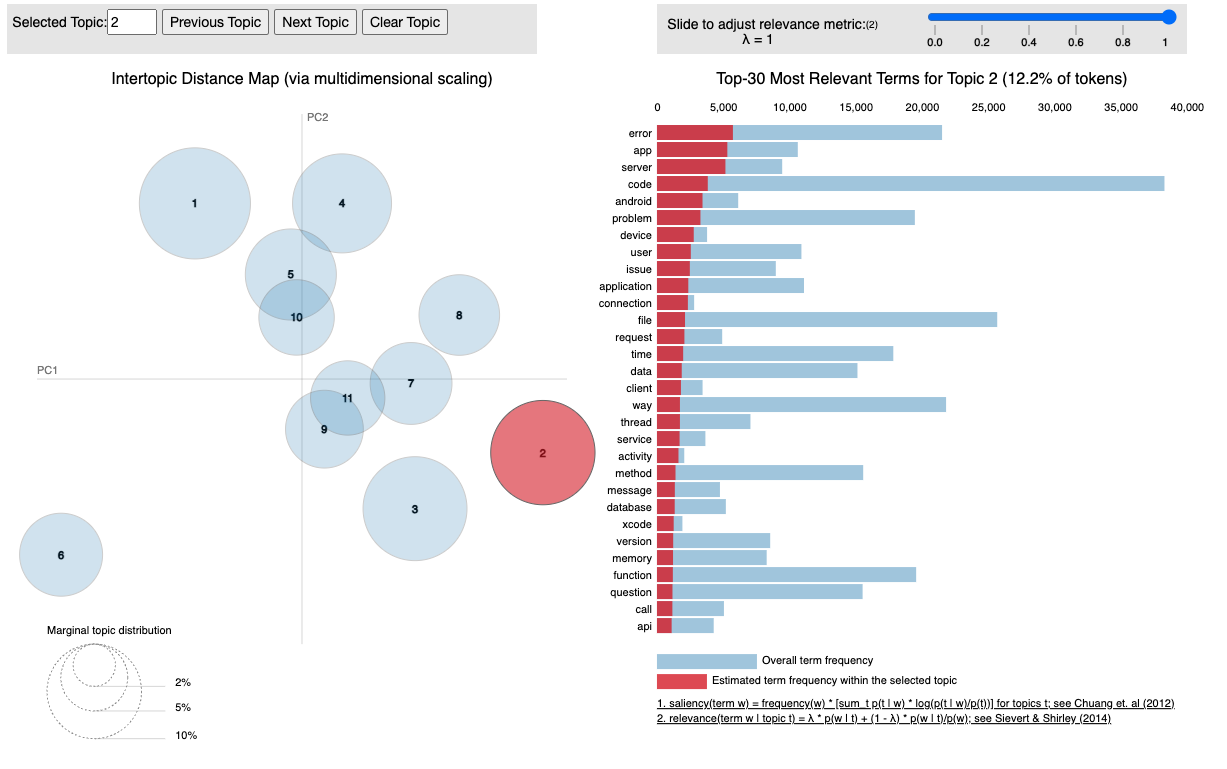 Selected Topic: 2 Previous Topic Next Topic Clear Topic
Slide to adjust relevance metric:(2)
λ = 1
0.0 0.2 0.4 0.6 0.8 1
Intertopic Distance Map (via multidimensional scaling)
PC2
PC1
1
4
5
10
8
7
11
9
2
3
6
Marginal topic distribution
2%
5%
10%
Top-30 Most Relevant Terms for Topic 2 (12.2% of tokens)
0 5,000 10,000 15,000 20,000 25,000 30,000 35,000 40,000
error
app
server
code
android
problem
device
user
issue
application
connection
file
request
time
data
client
way
thread
service
activity
method
message
database
xcode
version
memory
function
question
call
api
Overall term frequency
Estimated term frequency within the selected topic
1. saliency(term w) = frequency(w) * [sum_t p(t | w) * log(p(t | w)/p(t))] for topics t; see Chuang et. al (2012)
2. relevance(term w | topic t) = λ * p(w | t) + (1 - λ) * p(w | t)/p(w); see Sievert & Shirley (2014)